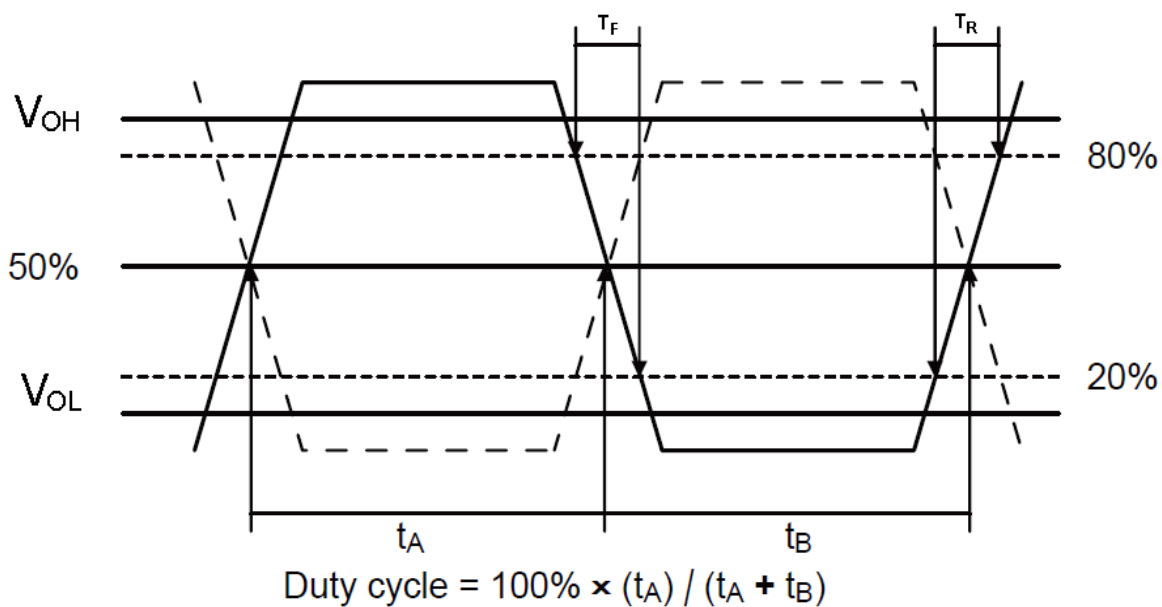 TF TR
VOH
80%
50%
20%
VOL
tA tB
Duty cycle = 100% × (tA) / (tA + tB)